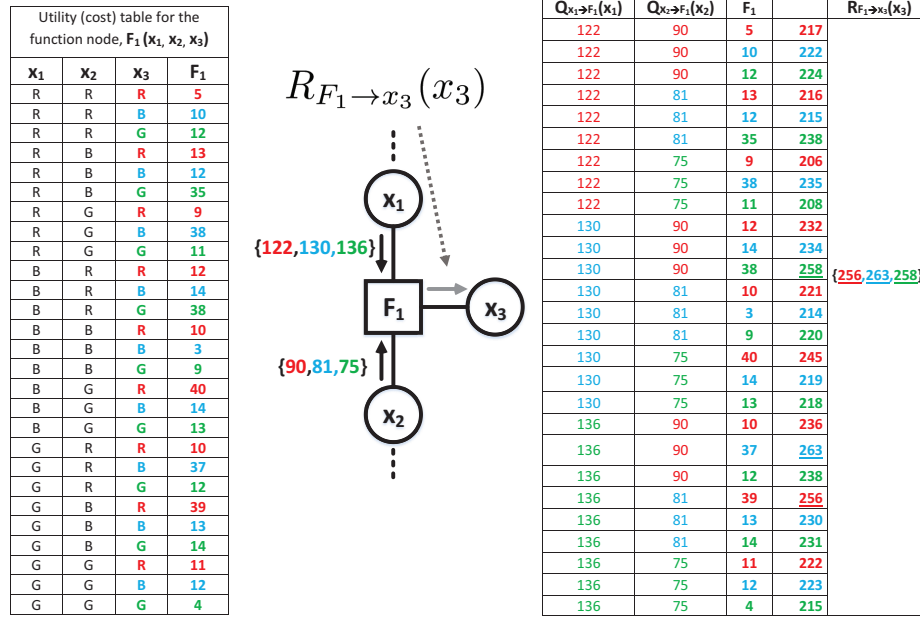 Utility (cost) table for the
function node, F₁ (x₁, x₂, x₃)
x₁ x₂ x₃ F₁
R R R 5
R R B 10
R R G 12
R B R 13
R B B 12
R B G 35
R G R 9
R G B 38
R G G 11
B R R 12
B R B 14
B R G 38
B B R 10
B B B 3
B B G 9
B G R 40
B G B 14
B G G 13
G R R 10
G R B 37
G R G 12
G B R 39
G B B 13
G B G 14
G G R 11
G G B 12
G G G 4
R_{F₁→x₃}(x₃)
x₁
{122,130,136}
F₁
x₃
{90,81,75}
x₂
Q_{x₁→F₁}(x₁) Q_{x₂→F₁}(x₂) F₁ R_{F₁→x₃}(x₃)
122 90 5 217
122 90 10 222
122 90 12 224
122 81 13 216
122 81 12 215
122 81 35 238
122 75 9 206
122 75 38 235
122 75 11 208
130 90 12 232
130 90 14 234
130 90 38 258
{256,263,258}
130 81 10 221
130 81 3 214
130 81 9 220
130 75 40 245
130 75 14 219
130 75 13 218
136 90 10 236
136 90 37 263
136 90 12 238
136 81 39 256
136 81 13 230
136 81 14 231
136 75 11 222
136 75 12 223
136 75 4 215